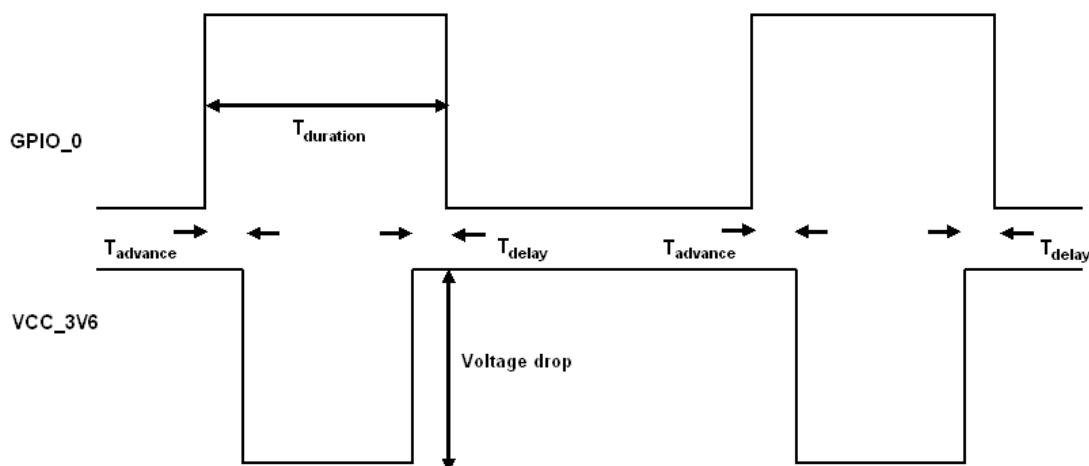 GPIO_0
Tduration
Tadvance
Tdelay
Tadvance
Tdelay
VCC_3V6
Voltage drop